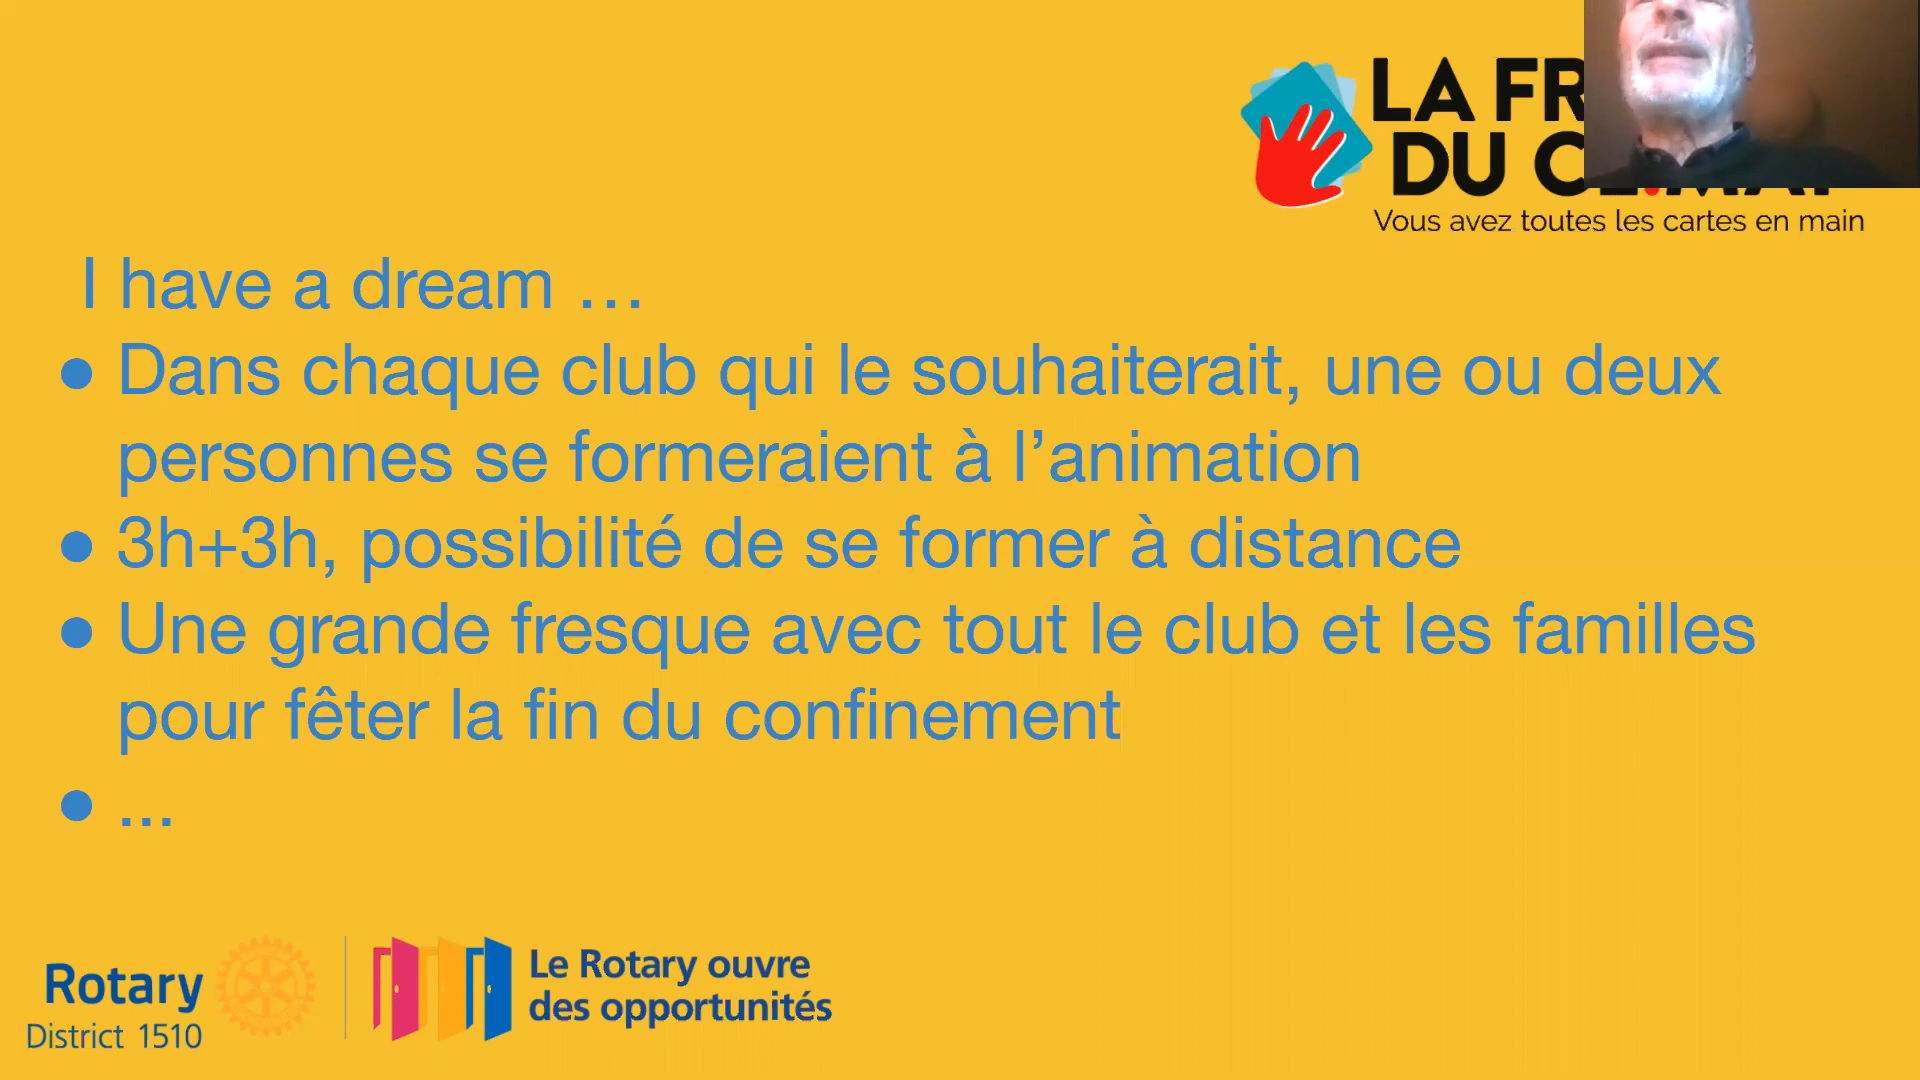 LA
DU
Vous avez toutes les cartes en main
I have a dream …
● Dans chaque club qui le souhaiterait, une ou deux
personnes se formeraient à l’animation
● 3h+3h, possibilité de se former à distance
● Une grande fresque avec tout le club et les familles
pour fêter la fin du confinement
● ...
Rotary
District 1510
Le Rotary ouvre
des opportunités